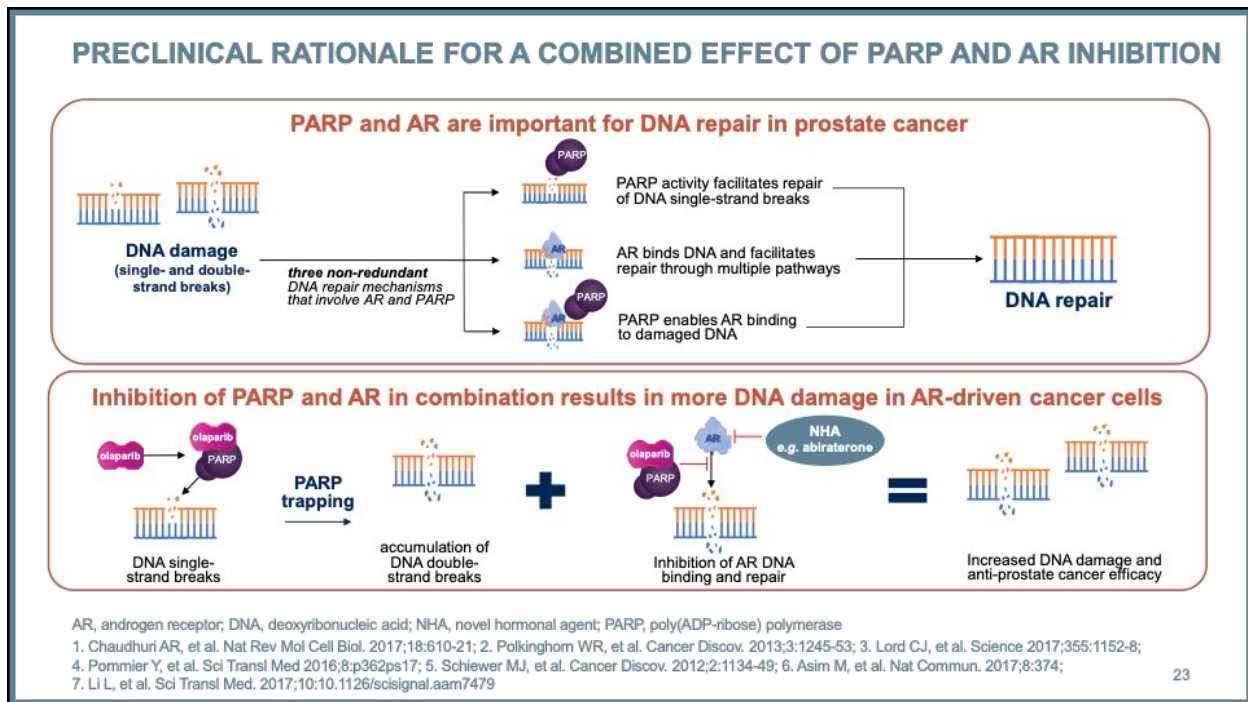 PRECLINICAL RATIONALE FOR A COMBINED EFFECT OF PARP AND AR INHIBITION
PARP and AR are important for DNA repair in prostate cancer
DNA damage
(single- and double-
strand breaks)
three non-redundant
DNA repair mechanisms
that involve AR and PARP
PARP
PARP activity facilitates repair
of DNA single-strand breaks
AR
AR binds DNA and facilitates
repair through multiple pathways
PARP
AR
PARP enables AR binding
to damaged DNA
DNA repair
Inhibition of PARP and AR in combination results in more DNA damage in AR-driven cancer cells
olaparib
olaparib
PARP
DNA single-
strand breaks
PARP
trapping
accumulation of
DNA double-
strand breaks
+
AR
NHA
e.g. abiraterone
olaparib
PARP
Inhibition of AR DNA
binding and repair
=
Increased DNA damage and
anti-prostate cancer efficacy
AR, androgen receptor; DNA, deoxyribonucleic acid; NHA, novel hormonal agent; PARP, poly(ADP-ribose) polymerase
1. Chaudhuri AR, et al. Nat Rev Mol Cell Biol. 2017;18:610-21; 2. Polkinghorn WR, et al. Cancer Discov. 2013;3:1245-53; 3. Lord CJ, et al. Science 2017;355:1152-8;
4. Pommier Y, et al. Sci Transl Med 2016;8:p362ps17; 5. Schiewer MJ, et al. Cancer Discov. 2012;2:1134-49; 6. Asim M, et al. Nat Commun. 2017;8:374;
7. Li L, et al. Sci Transl Med. 2017;10:10.1126/scisignal.aam7479
23